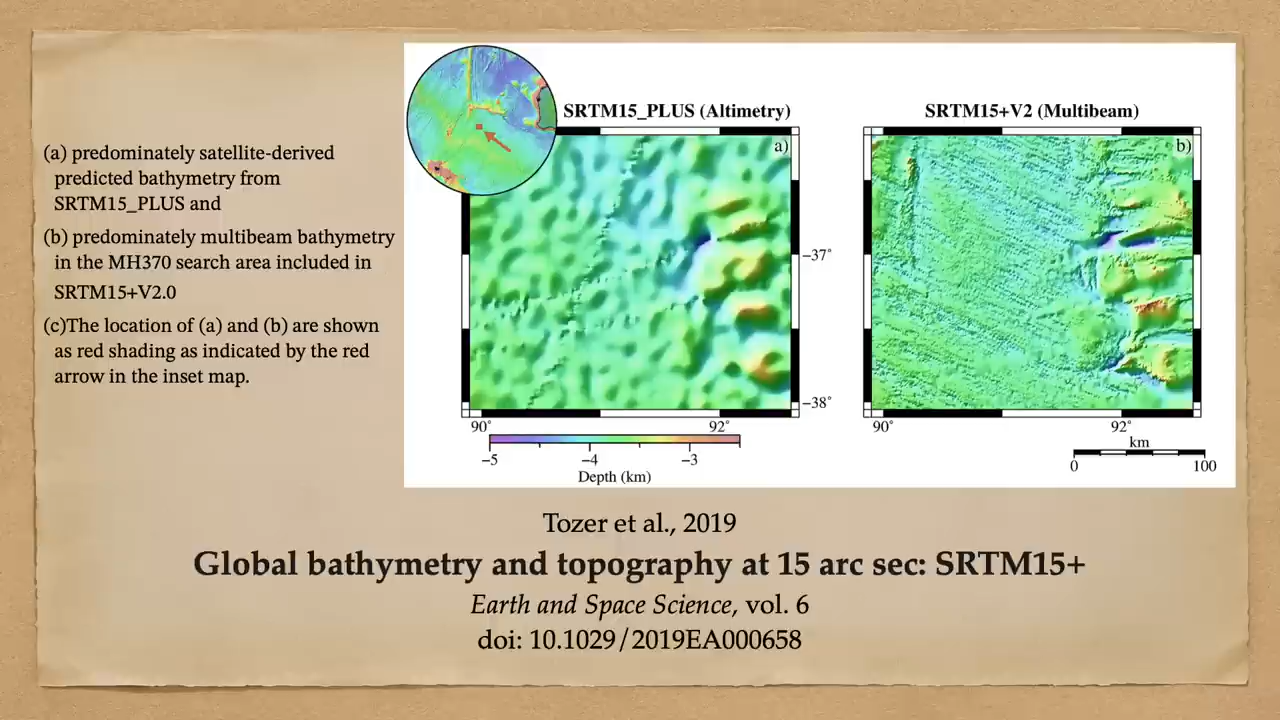 (a) predominately satellite-derived
predicted bathymetry from
SRTM15_PLUS and
(b) predominately multibeam bathymetry
in the MH370 search area included in
SRTM15+V2.0
(c)The location of (a) and (b) are shown
as red shading as indicated by the red
arrow in the inset map.
SRTM15_PLUS (Altimetry)
a)
SRTM15+V2 (Multibeam)
b)
−37°
−38°
90° 92°
90° 92°
−5 −4 −3
Depth (km)
km
0 100
Tozer et al., 2019
Global bathymetry and topography at 15 arc sec: SRTM15+
Earth and Space Science, vol. 6
doi: 10.1029/2019EA000658